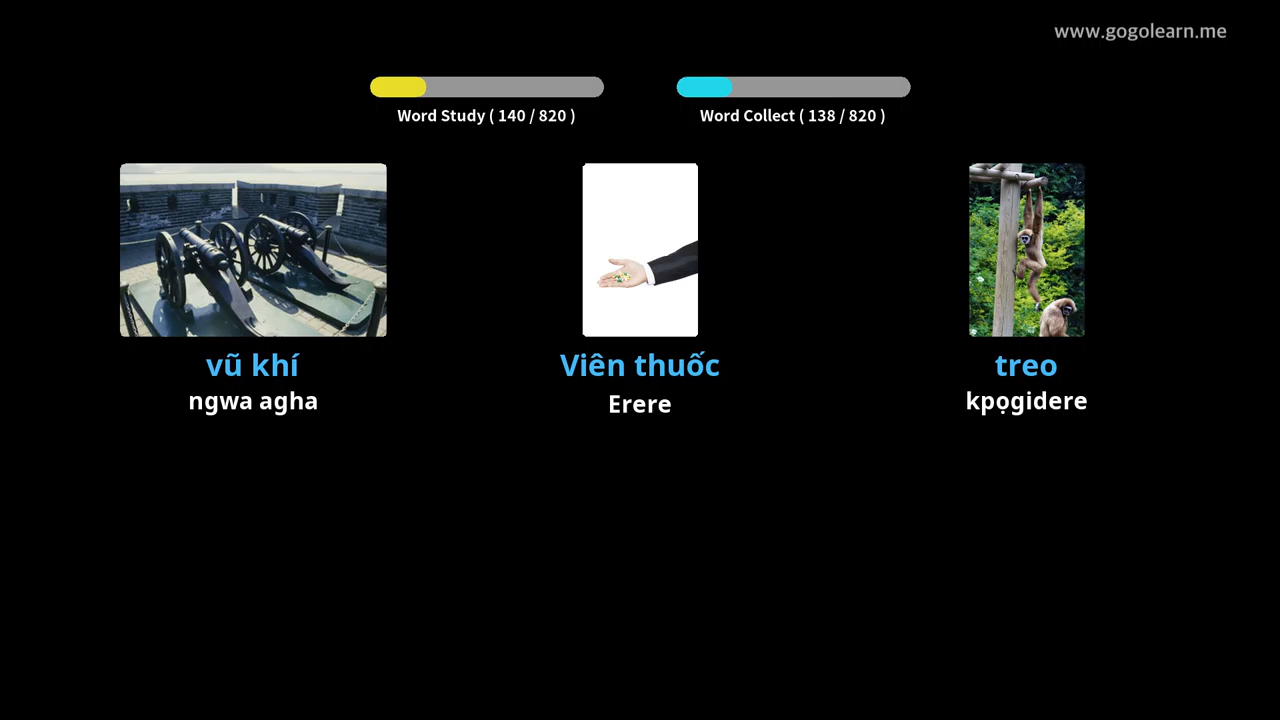 www.gogolearn.me
Word Study ( 140 / 820 )
Word Collect ( 138 / 820 )
vũ khí
ngwa agha
Viên thuốc
Erere
treo
kpọgidere